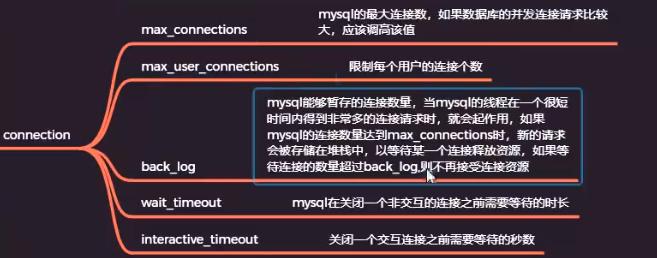 max_connections
mysql的最大连接数，如果数据库的并发连接请求比较
大，应该调高该值
max_user_connections
限制每个用户的连接个数
connection
back_log
mysql能够暂存的连接数量，当mysql的线程在一个很短
时间内得到非常多的连接请求时，就会起作用，如果
mysql的连接数量达到max_connections时，新的请求
会被存储在堆栈中，以等待某一个连接释放资源，如果等
待连接的数量超过back_log,则不再接受连接资源
wait_timeout
mysql在关闭一个非交互的连接之前需要等待的时长
interactive_timeout
关闭一个交互连接之前需要等待的秒数